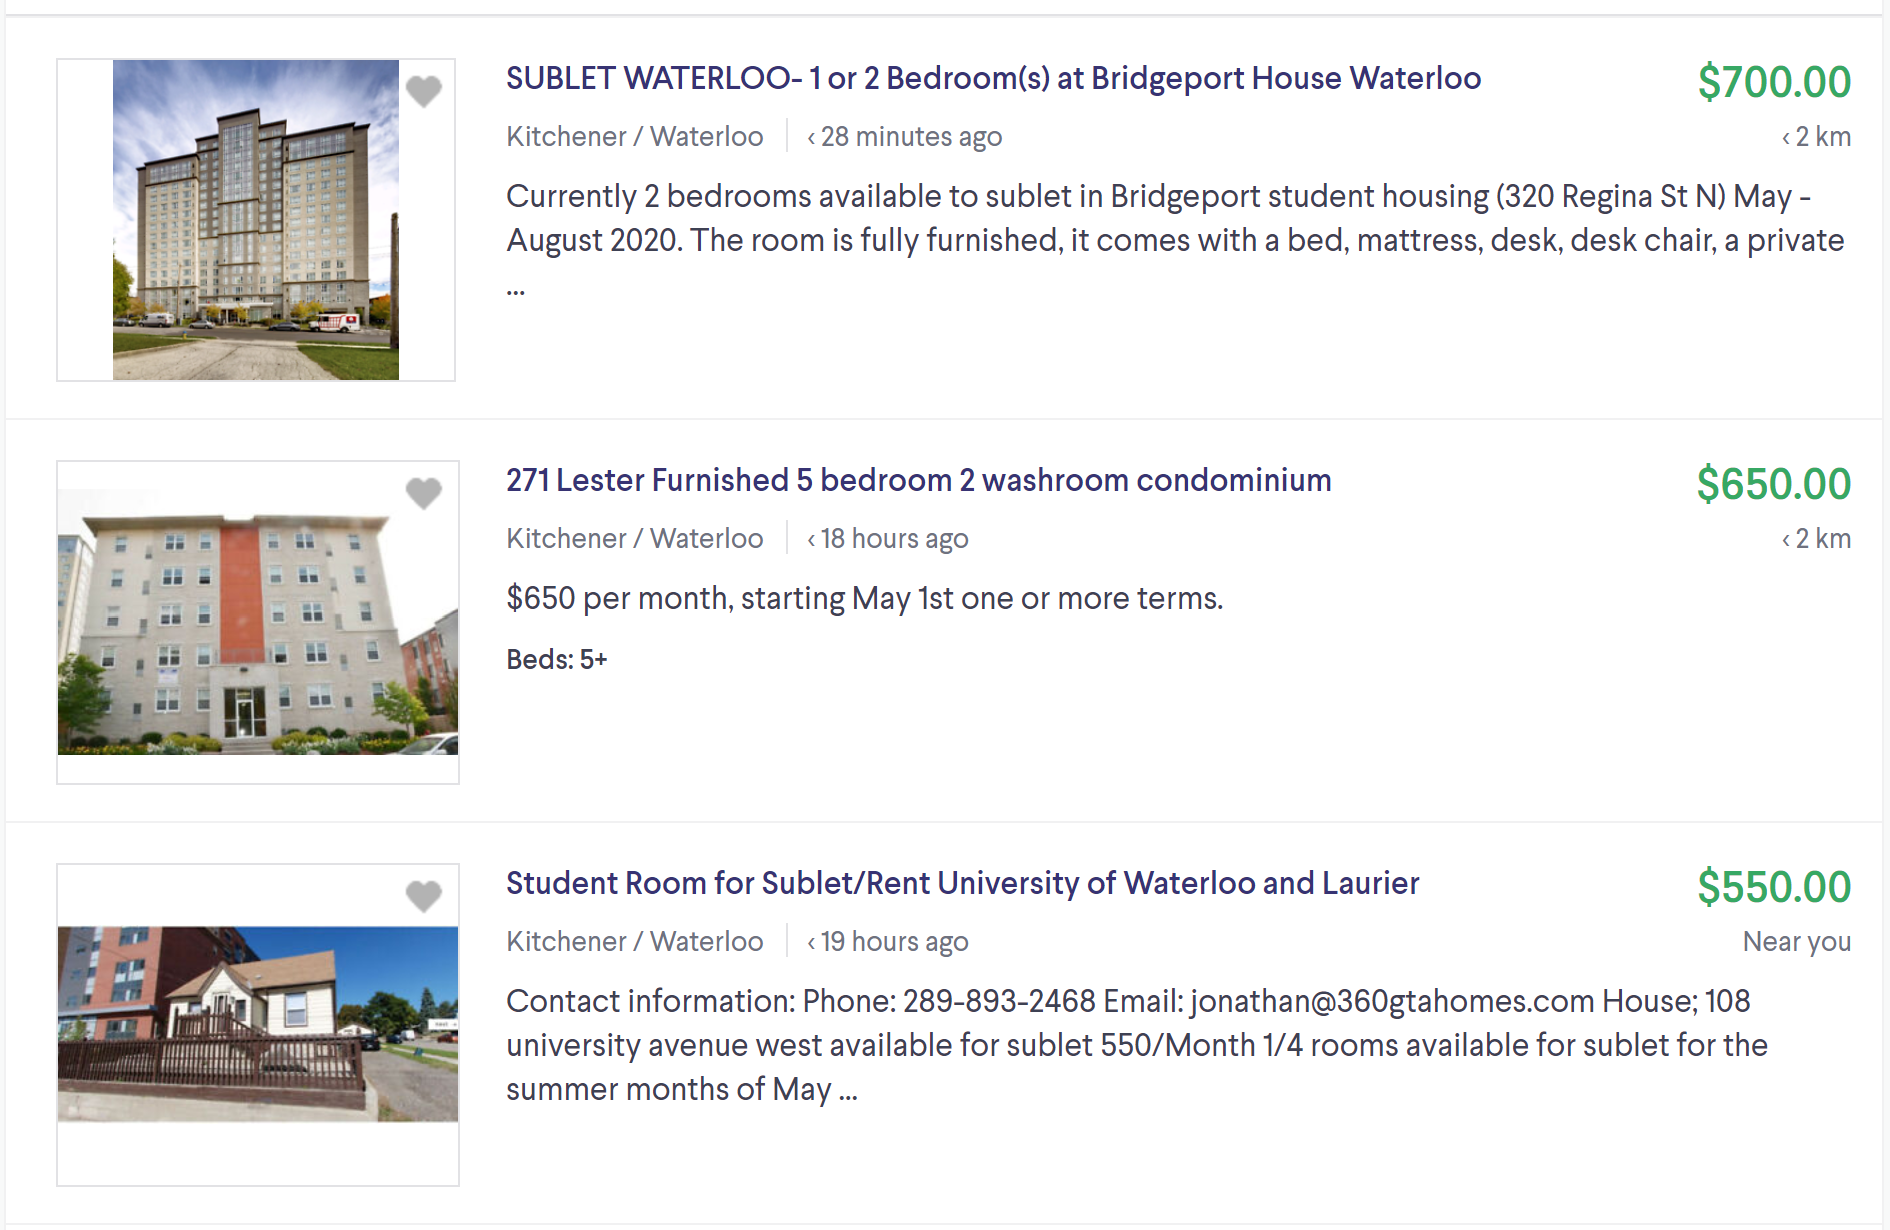 SUBLET WATERLOO- 1 or 2 Bedroom(s) at Bridgeport House Waterloo
$700.00
Kitchener / Waterloo
< 28 minutes ago
< 2 km
Currently 2 bedrooms available to sublet in Bridgeport student housing (320 Regina St N) May -
August 2020. The room is fully furnished, it comes with a bed, mattress, desk, desk chair, a private
...
271 Lester Furnished 5 bedroom 2 washroom condominium
$650.00
Kitchener / Waterloo
< 18 hours ago
< 2 km
$650 per month, starting May 1st one or more terms.
Beds: 5+
Student Room for Sublet/Rent University of Waterloo and Laurier
$550.00
Kitchener / Waterloo
< 19 hours ago
Near you
Contact information: Phone: 289-893-2468 Email: jonathan@360gtahomes.com House; 108
university avenue west available for sublet 550/Month 1/4 rooms available for sublet for the
summer months of May ...